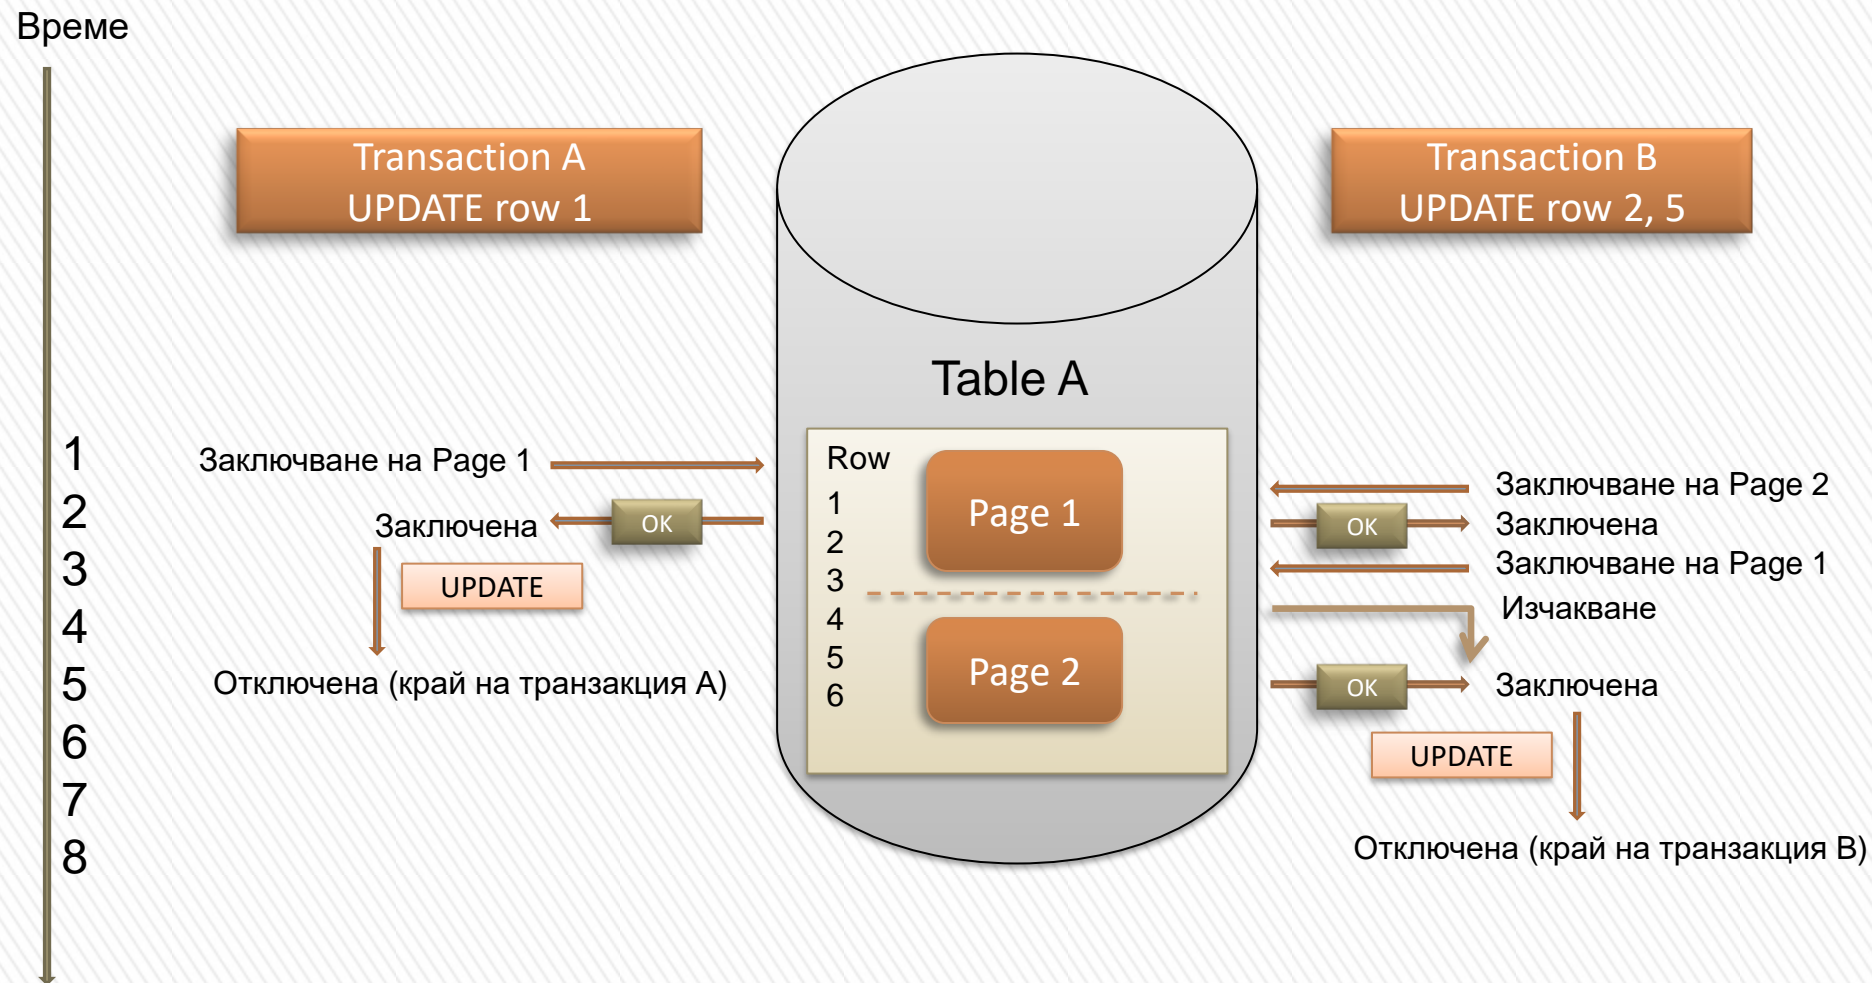 Време
Transaction A
UPDATE row 1
Transaction B
UPDATE row 2, 5
Table A
1
2
3
4
5
6
7
8
Заключване на Page 1
OK
Заключена
UPDATE
Отключена (край на транзакция A)
Row
1
2
3
4
5
6
Page 1
Page 2
Заключване на Page 2
OK
Заключена
Заключване на Page 1
Изчакване
OK
Заключена
UPDATE
Отключена (край на транзакция B)